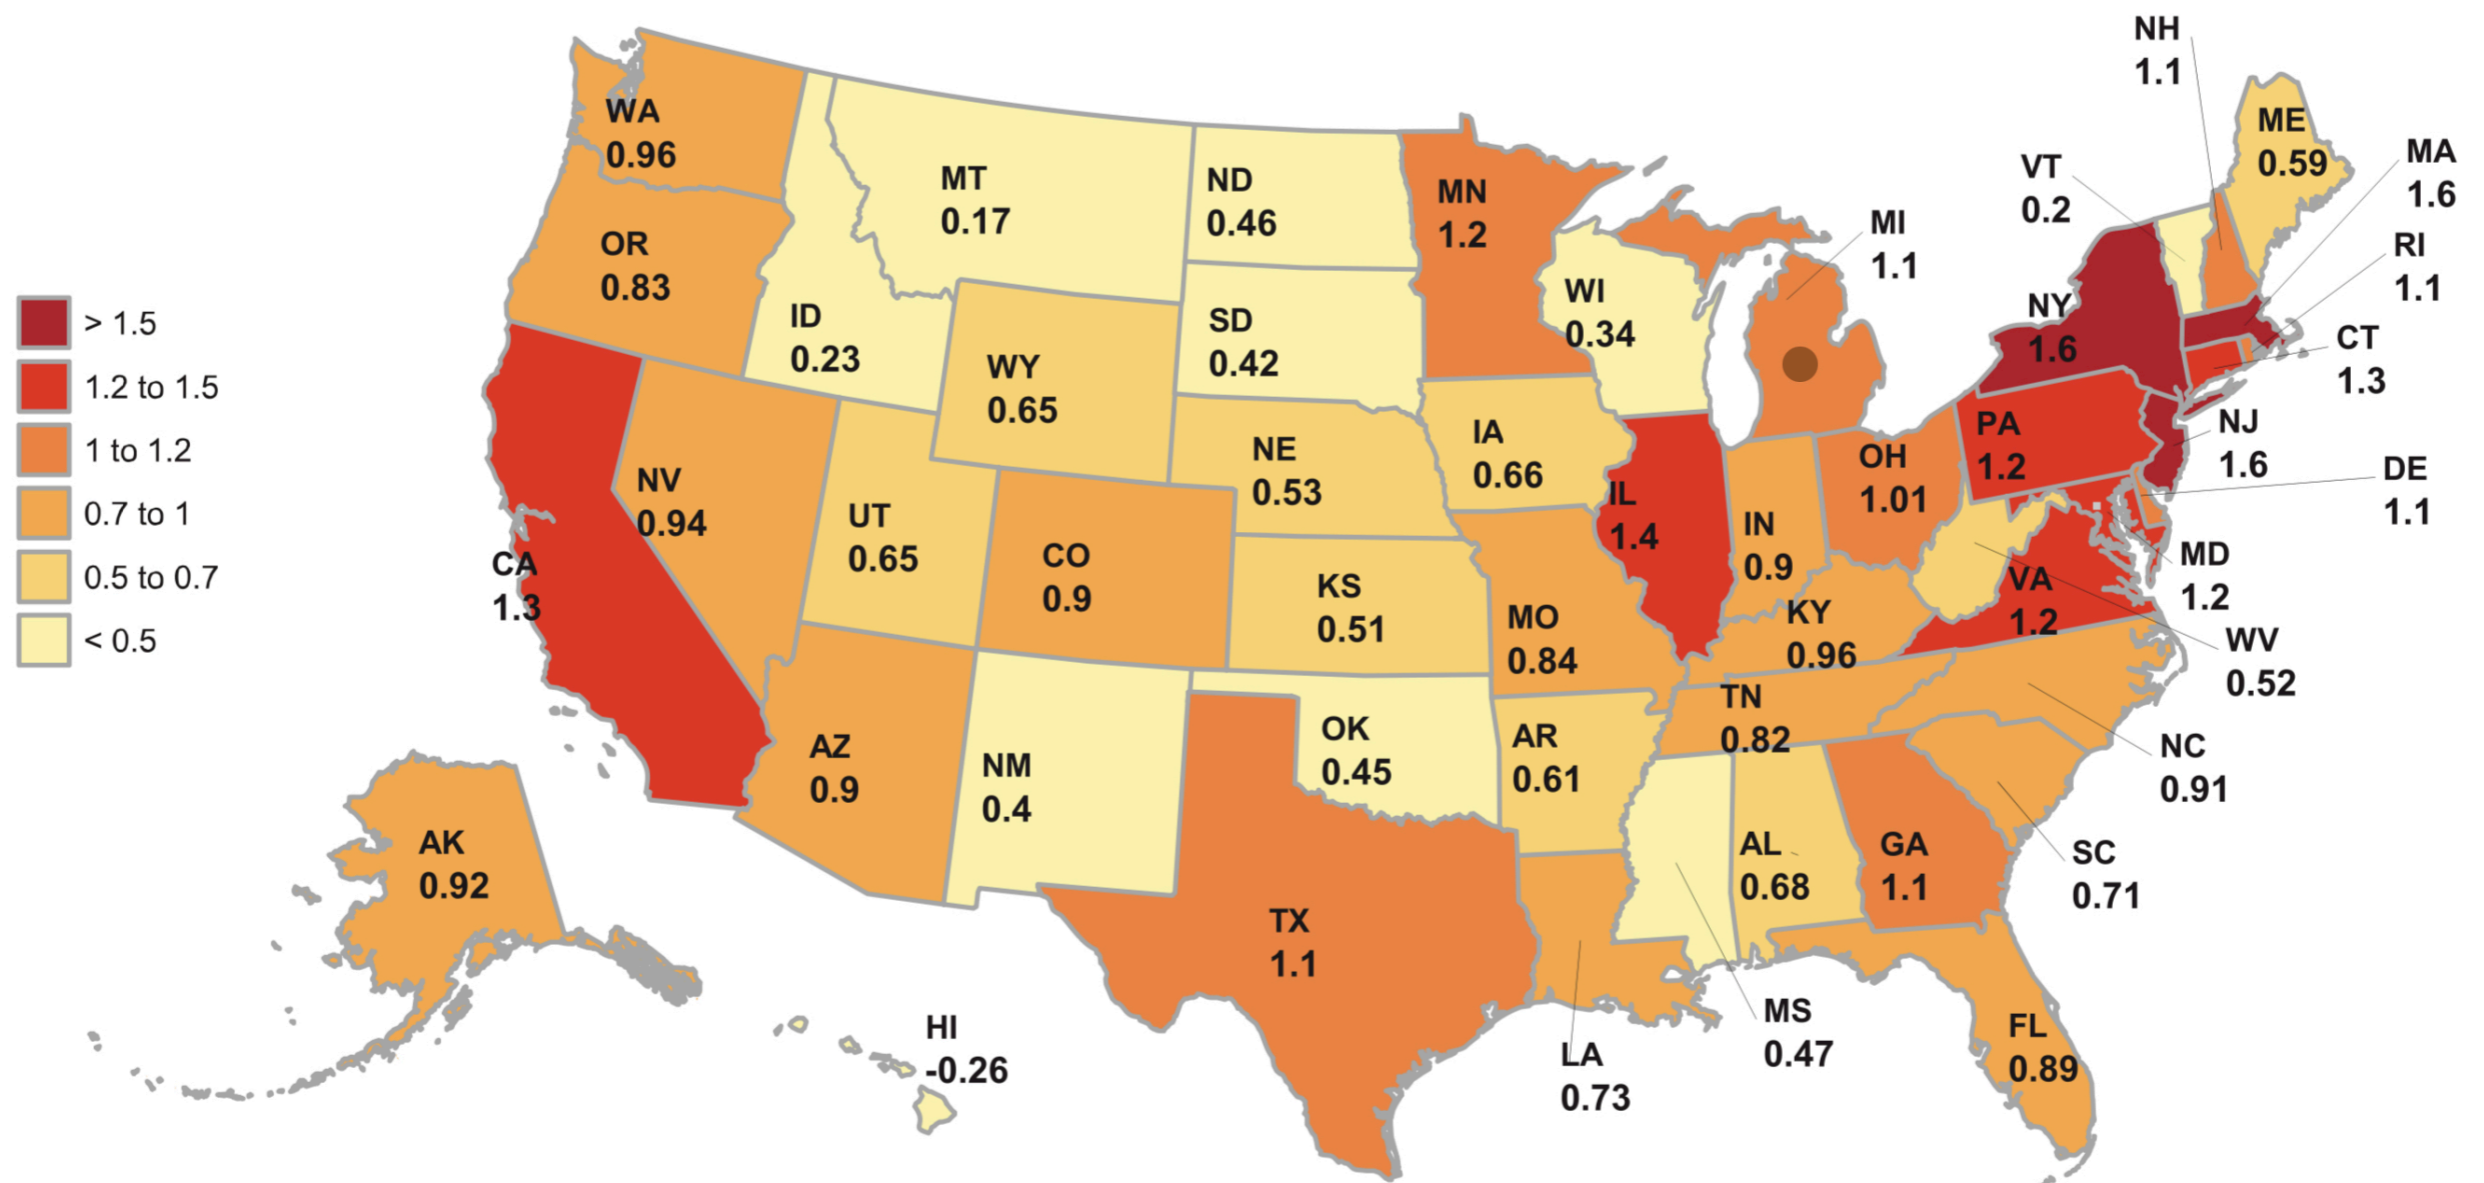 > 1.5
1.2 to 1.5
1 to 1.2
0.7 to 1
0.5 to 0.7
< 0.5
WA
0.96
OR
0.83
CA
1.3
NV
0.94
ID
0.23
MT
0.17
WY
0.65
UT
0.65
CO
0.9
AZ
0.9
NM
0.4
AK
0.92
HI
-0.26
ND
0.46
SD
0.42
NE
0.53
KS
0.51
OK
0.45
TX
1.1
MN
1.2
IA
0.66
MO
0.84
AR
0.61
LA
0.73
WI
0.34
IL
1.4
MI
1.1
IN
0.9
OH
1.01
KY
0.96
TN
0.82
MS
0.47
AL
0.68
GA
1.1
FL
0.89
SC
0.71
NC
0.91
VA
1.2
WV
0.52
MD
1.2
DE
1.1
PA
1.2
NJ
1.6
NY
1.6
CT
1.3
RI
1.1
MA
1.6
VT
0.2
NH
1.1
ME
0.59